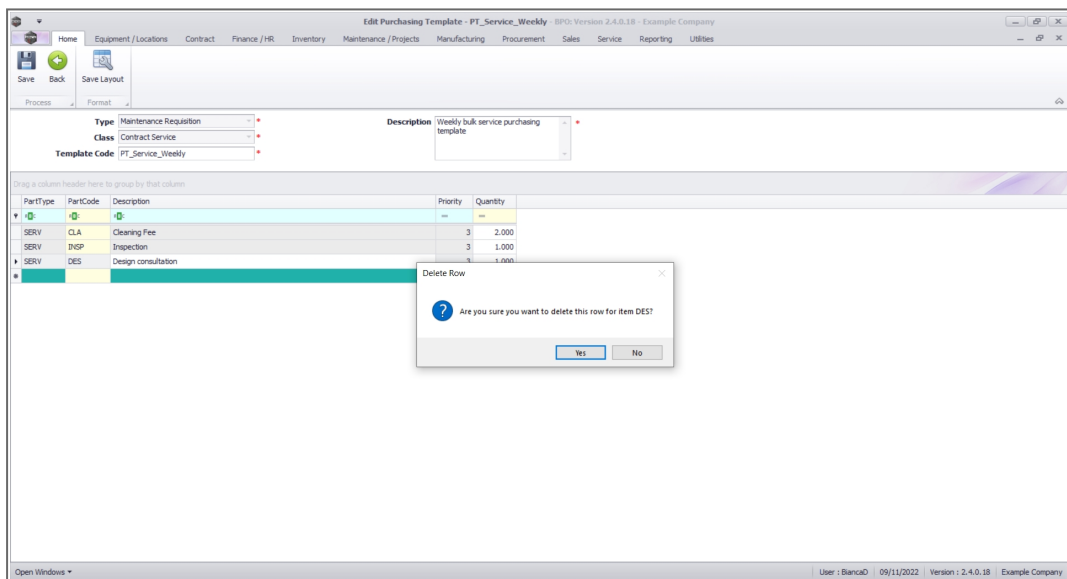 Edit Purchasing Template - PT_Service_Weekly - BPO: Version 2.4.0.18 - Example Company
Home Equipment / Locations Contract Finance / HR Inventory Maintenance / Projects Manufacturing Procurement Sales Service Reporting Utilities
Save Back Save Layout
Process Format
Type Maintenance Requisition * Description Weekly bulk service purchasing template *
Class Contract Service *
Template Code PT_Service_Weekly *
Drag a column header here to group by that column
PartType PartCode Description Priority Quantity
= =
SERV CLA Cleaning Fee 3 2.000
SERV INSP Inspection 3 1.000
SERV DES Design consultation 3 1.000
Delete Row
Are you sure you want to delete this row for item DES?
Yes No
Open Windows User : BiancaD 09/11/2022 Version : 2.4.0.18 Example Company